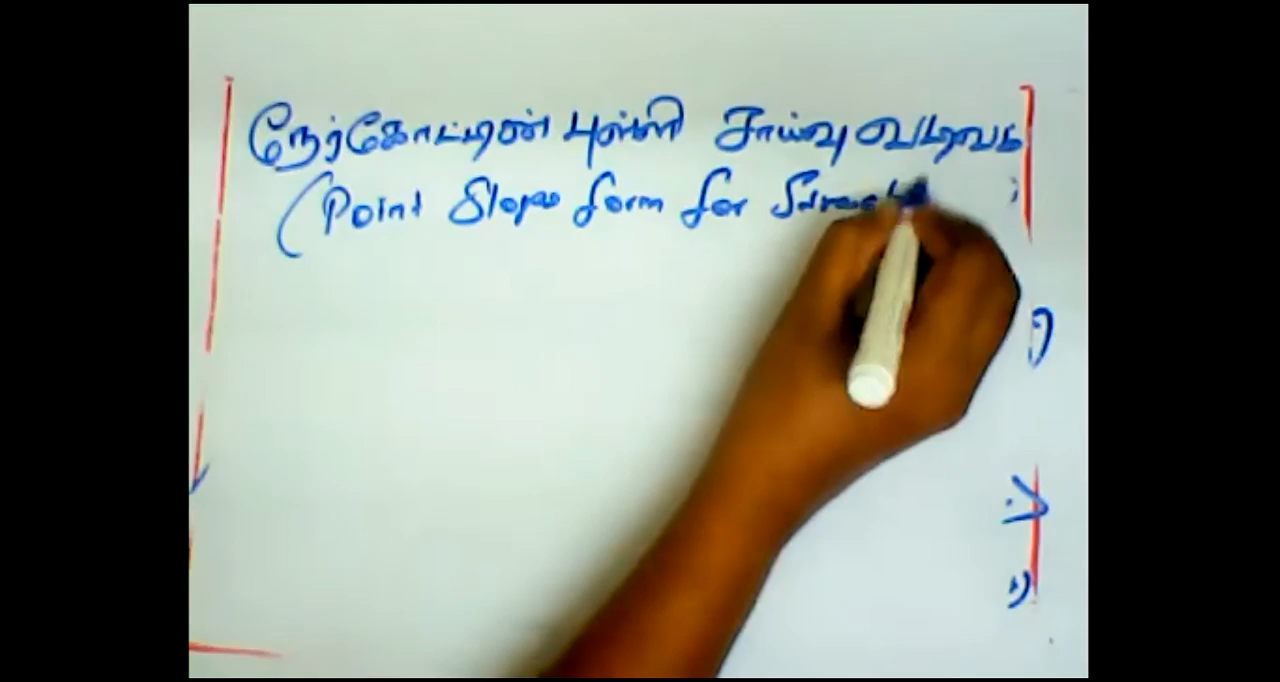 நேர்கோட்டின் புள்ளி சாய்வு வடிவம்
(Point Slope form for